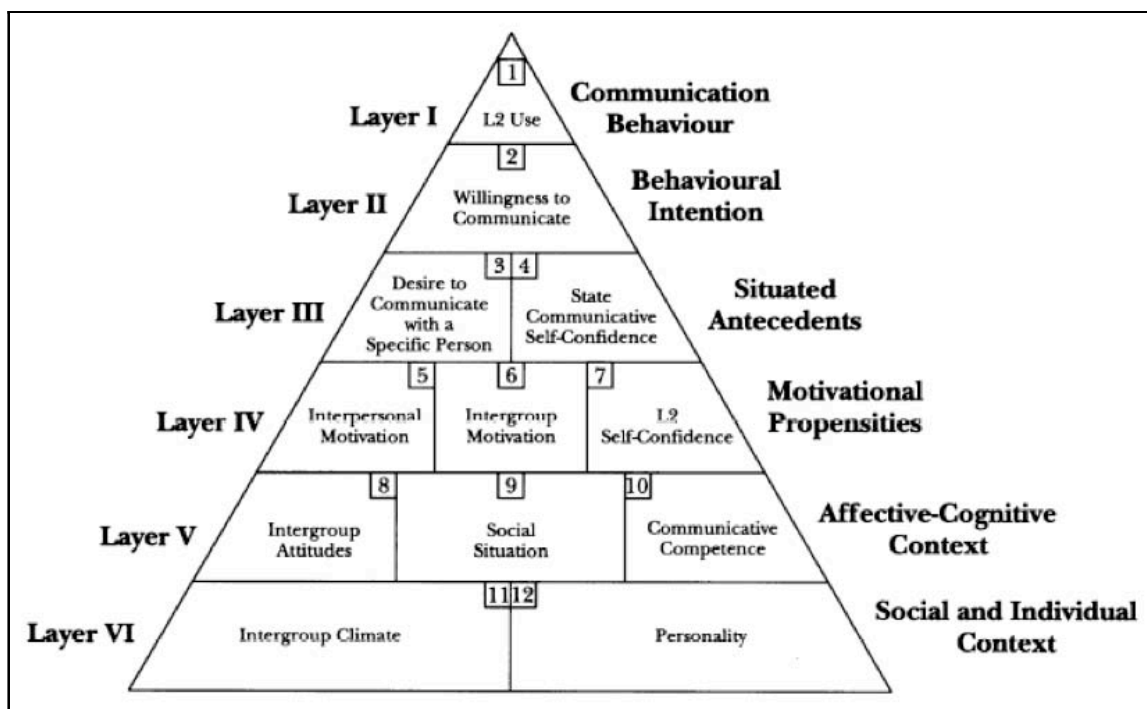 1
Layer I
L2 Use
Communication
Behaviour
2
Layer II
Willingness to
Communicate
Behavioural
Intention
3 4
Layer III
Desire to
Communicate
with a
Specific Person
State
Communicative
Self-Confidence
Situated
Antecedents
5 6 7
Layer IV
Interpersonal
Motivation
Intergroup
Motivation
L2
Self-Confidence
Motivational
Propensities
8 9 10
Layer V
Intergroup
Attitudes
Social
Situation
Communicative
Competence
Affective-Cognitive
Context
11 12
Layer VI
Intergroup Climate
Personality
Social and Individual
Context